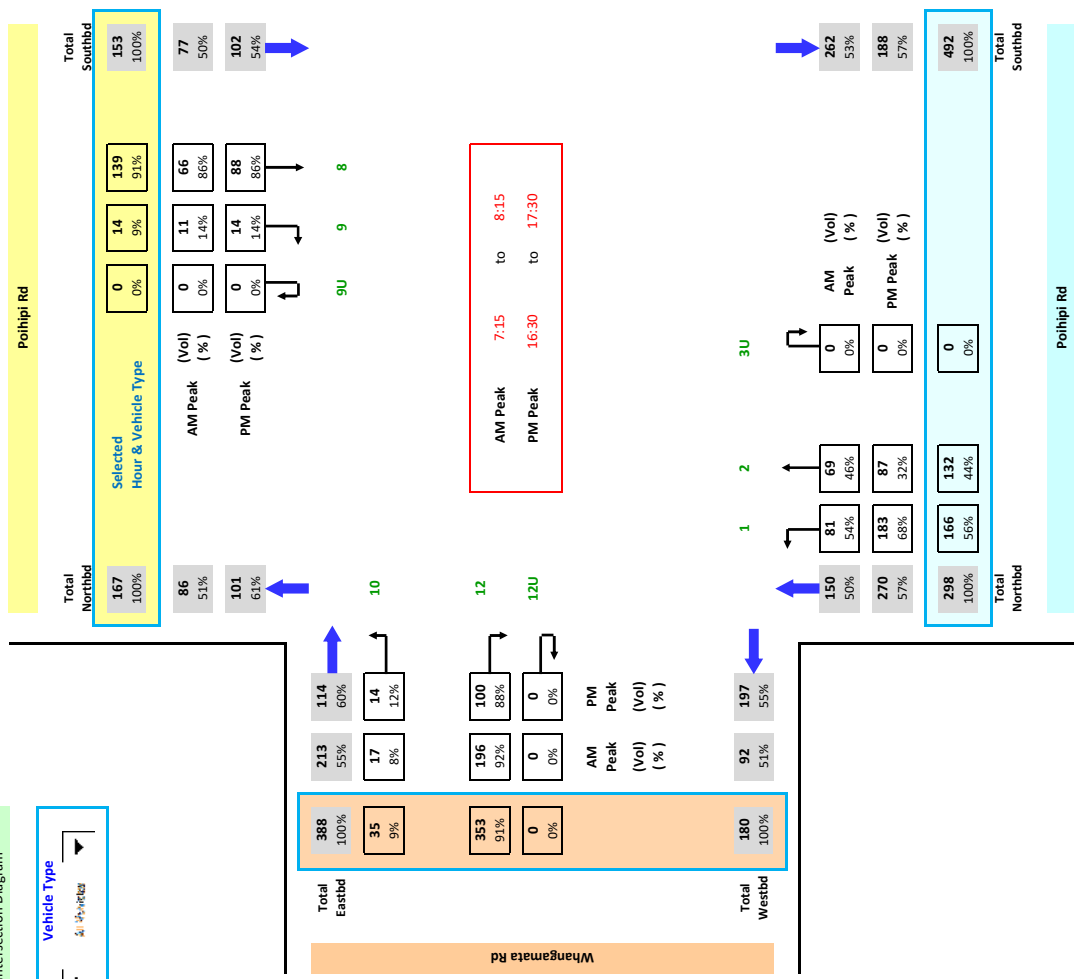 Poihipi Rd
Total
Northbd
167
100%
86
51%
101
61%
Selected
Hour & Vehicle Type
AM Peak
(Vol)
( % )
PM Peak
(Vol)
( % )
0
0%
0
0%
0
0%
14
9%
11
14%
14
14%
139
91%
66
86%
88
86%
Total
Southbd
153
100%
77
50%
102
54%
9U
9
8
ntersection Diagram
Vehicle Type
Total
Eastbd
388
100%
213
55%
114
60%
35
9%
17
8%
14
12%
10
353
91%
196
92%
100
88%
12
0
0%
0
0%
0
0%
12U
AM
Peak
(Vol)
( % )
PM
Peak
(Vol)
( % )
Total
Westbd
180
100%
92
51%
197
55%
Whangamata Rd
AM Peak 7:15 to 8:15
PM Peak 16:30 to 17:30
1
2
3U
150
50%
270
57%
298
100%
Total
Northbd
81
54%
183
68%
166
56%
69
46%
87
32%
132
44%
0
0%
0
0%
0
0%
AM
Peak
(Vol)
( % )
PM Peak
(Vol)
( % )
262
53%
188
57%
492
100%
Total
Southbd
Poihipi Rd